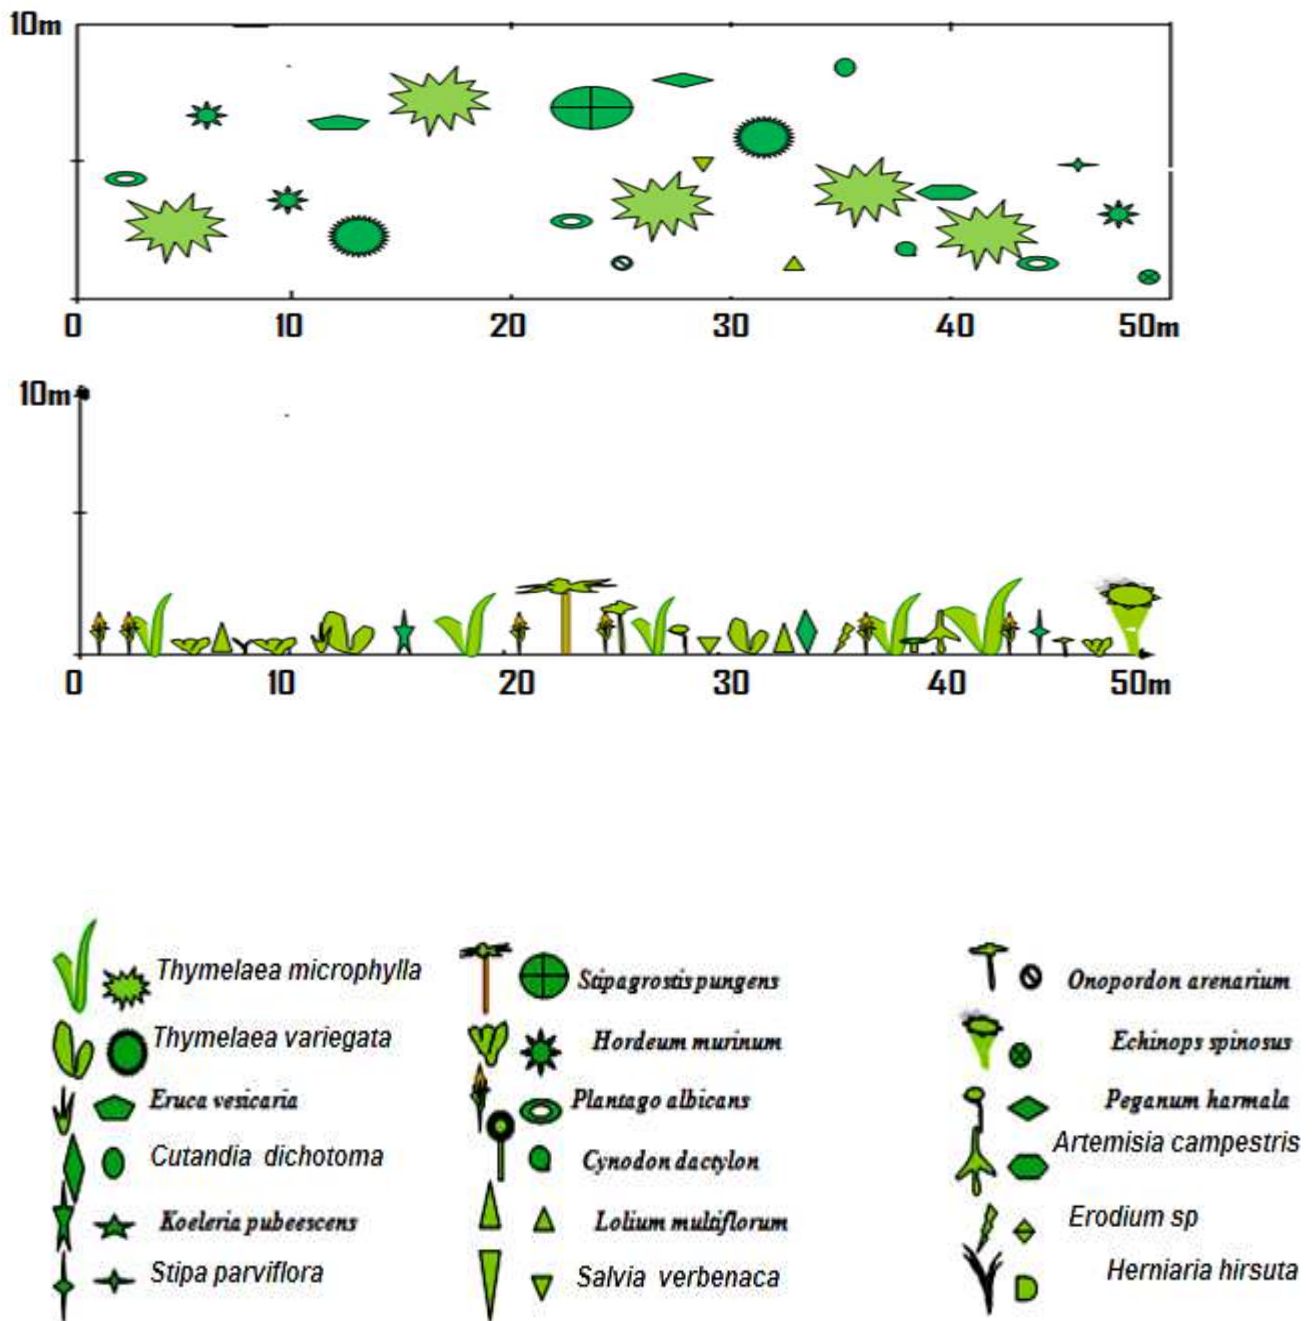 10m
0 10 20 30 40 50m
10m
0 10 20 30 40 50m
Thymelaea microphylla
Stipagrostis pungens
Onopordon arenarium
Thymelaea variegata
Hordeum murinum
Echinops spinosus
Eruca vesicaria
Plantago albicans
Peganum harmala
Cutandia dichotoma
Cynodon dactylon
Artemisia campestris
Koeleria pubeescens
Lolium multiflorum
Erodium sp
Stipa parviflora
Salvia verbenaca
Herniaria hirsuta